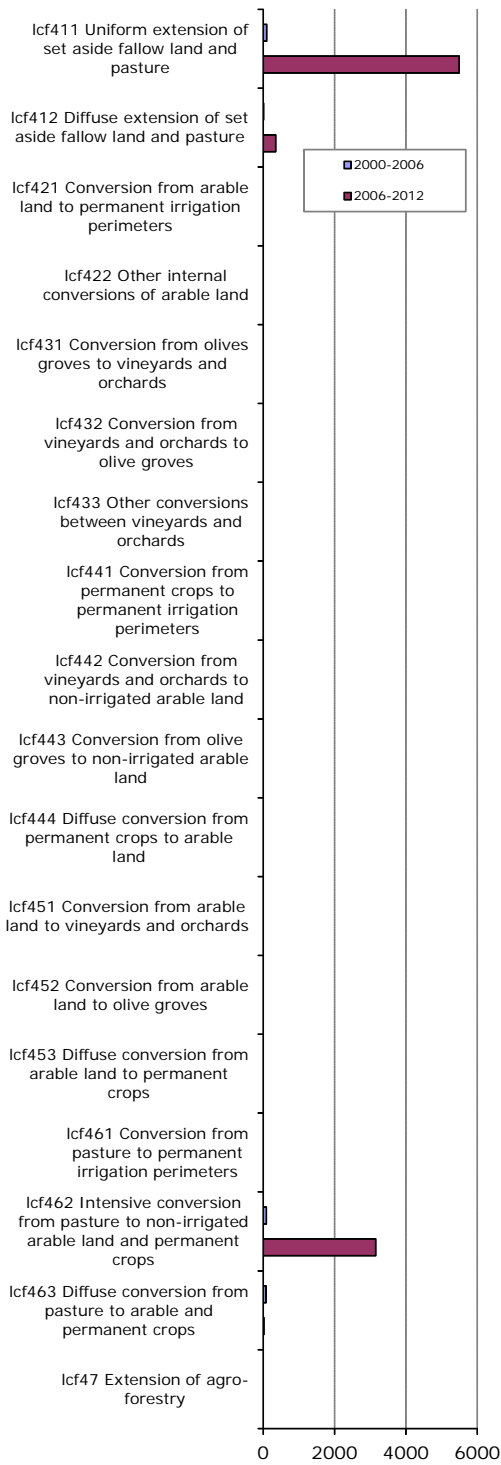 lcf411 Uniform extension of
set aside fallow land and
pasture
lcf412 Diffuse extension of set
aside fallow land and pasture
2000-2006
2006-2012
lcf421 Conversion from arable
land to permanent irrigation
perimeters
lcf422 Other internal
conversions of arable land
lcf431 Conversion from olives
groves to vineyards and
orchards
lcf432 Conversion from
vineyards and orchards to
olive groves
lcf433 Other conversions
between vineyards and
orchards
lcf441 Conversion from
permanent crops to
permanent irrigation
perimeters
lcf442 Conversion from
vineyards and orchards to
non-irrigated arable land
lcf443 Conversion from olive
groves to non-irrigated arable
land
lcf444 Diffuse conversion from
permanent crops to arable
land
lcf451 Conversion from arable
land to vineyards and orchards
lcf452 Conversion from arable
land to olive groves
lcf453 Diffuse conversion from
arable land to permanent
crops
lcf461 Conversion from
pasture to permanent
irrigation perimeters
lcf462 Intensive conversion
from pasture to non-irrigated
arable land and permanent
crops
lcf463 Diffuse conversion from
pasture to arable and
permanent crops
lcf47 Extension of agro-
forestry
0 2000 4000 6000